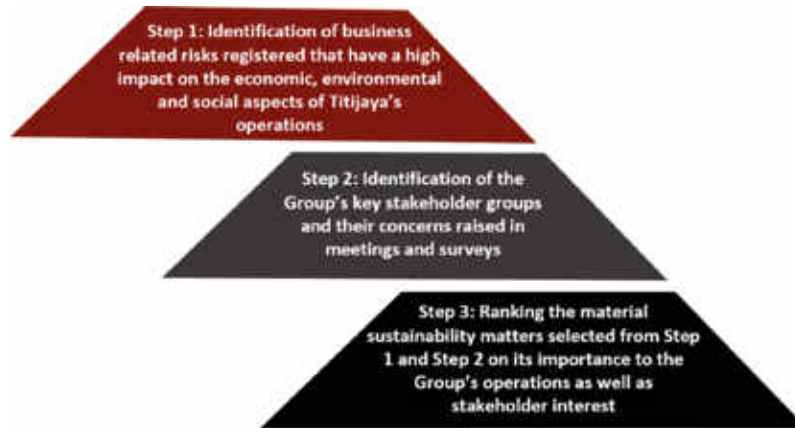 Step 1: Identification of business
related risks registered that have a high
impact on the economic, environmental
and social aspects of Titijaya's
operations
Step 2: Identification of the
Group's key stakeholder groups
and their concerns raised in
meetings and surveys
Step 3: Ranking the material
sustainability matters selected from Step
1 and Step 2 on its importance to the
Group's operations as well as
stakeholder interest